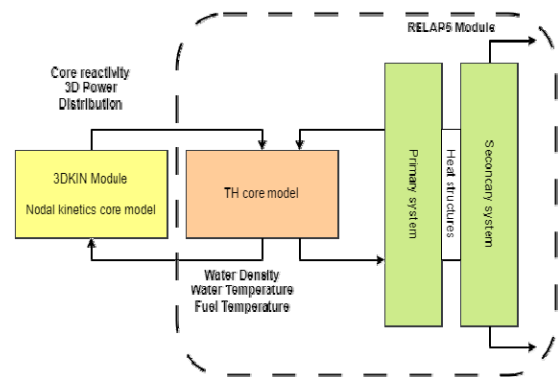 RELAP5 Module
Core reactivity
3D Power
Distribution
3DKIN Module
Nodal kinetics core model
TH core model
Primary system
Heat structures
Seconcary system
Water Density
Water Temperature
Fuel Temperature